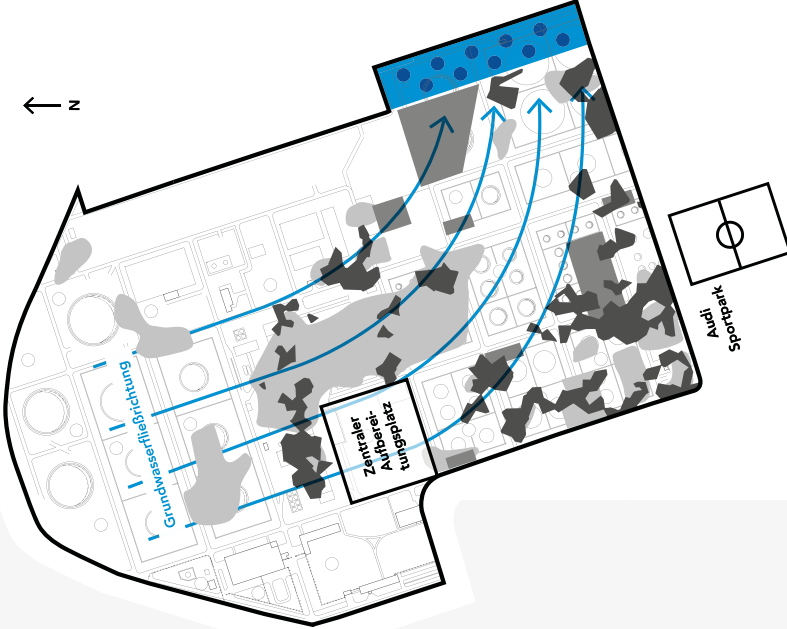 N
Grundwasserfließrichtung
Zentraler
Aufberei-
tungsplatz
Audi
Sportpark